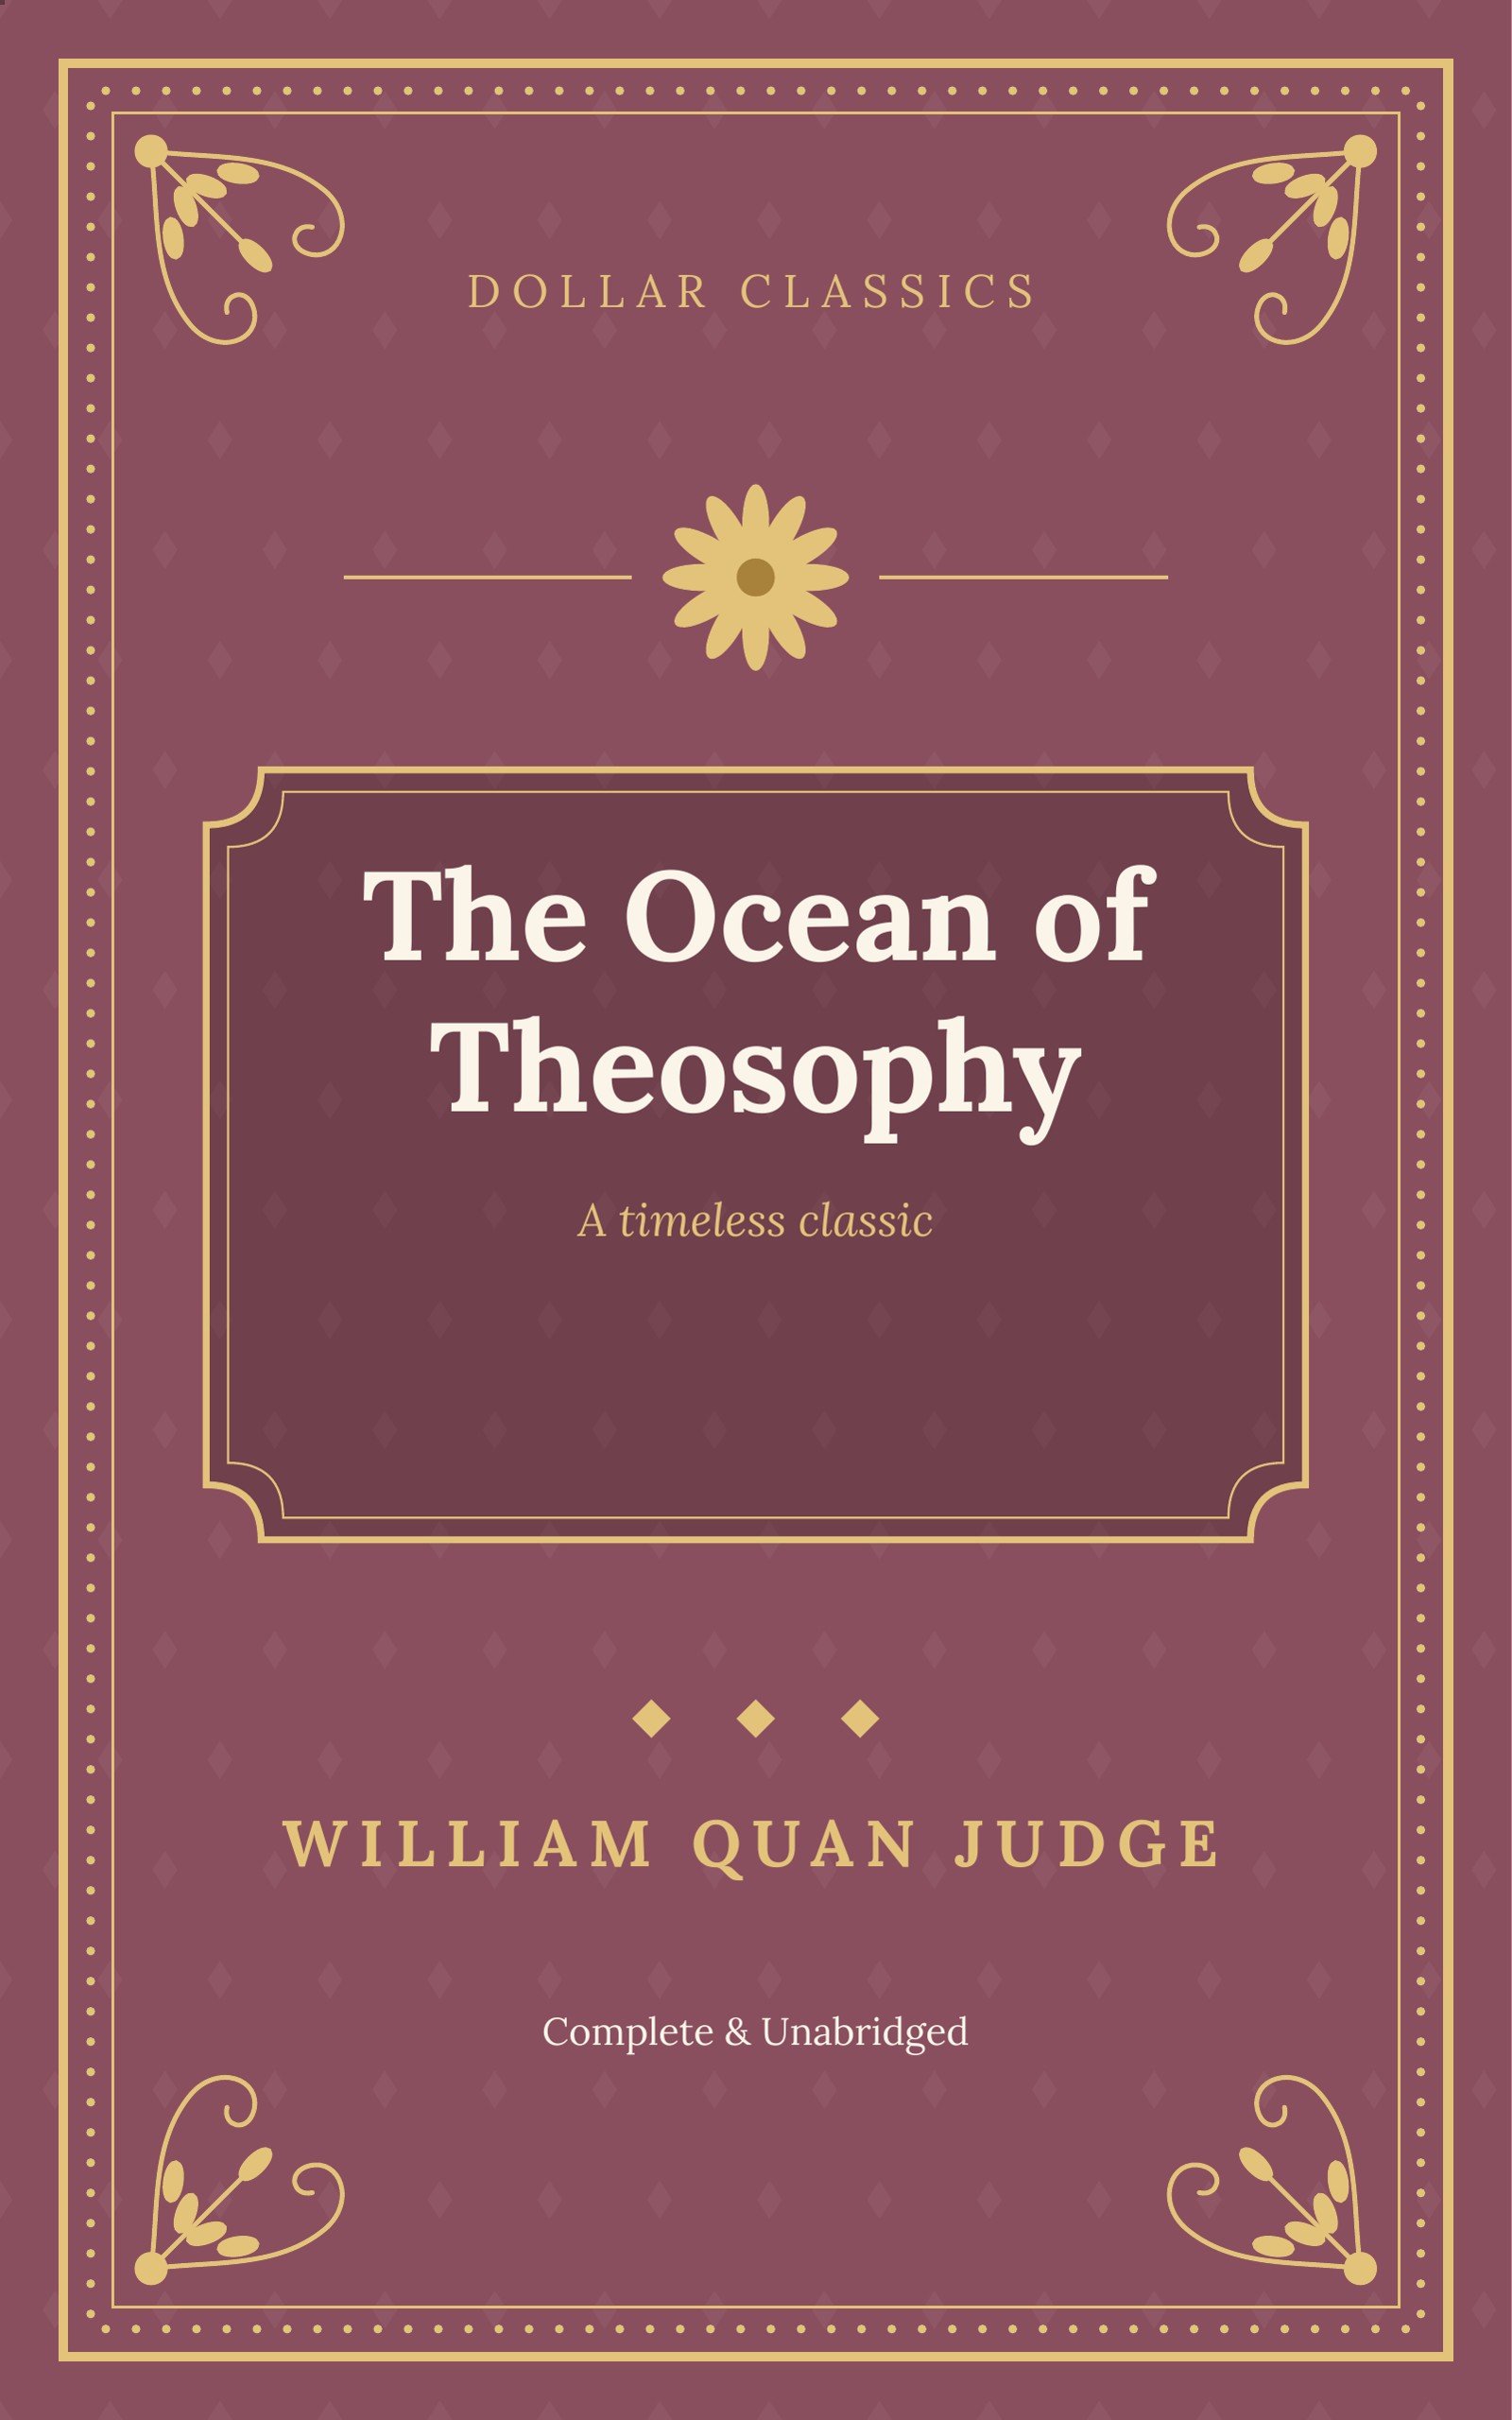 DOLLAR CLASSICS
The Ocean of
Theosophy
A timeless classic
WILLIAM QUAN JUDGE
Complete & Unabridged